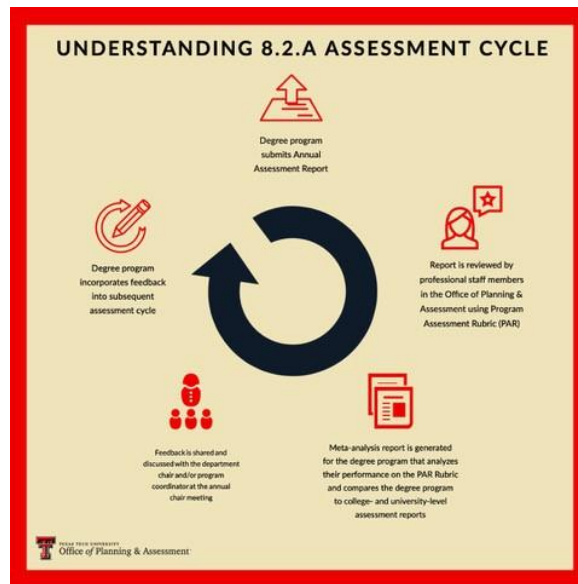 UNDERSTANDING 8.2.A ASSESSMENT CYCLE
Degree program
submits Annual
Assessment Report
Report is reviewed by
professional staff members
in the Office of Planning &
Assessment using Program
Assessment Rubric (PAR)
Meta-analysis report is generated
for the degree program that analyzes
their performance on the PAR Rubric
and compares the degree program
to college- and university-level
assessment reports
Feedback is shared and
discussed with the department
chair and/or program
coordinator at the annual
chair meeting
Degree program
incorporates feedback
into subsequent
assessment cycle
TEXAS TECH UNIVERSITY
Office of Planning & Assessment